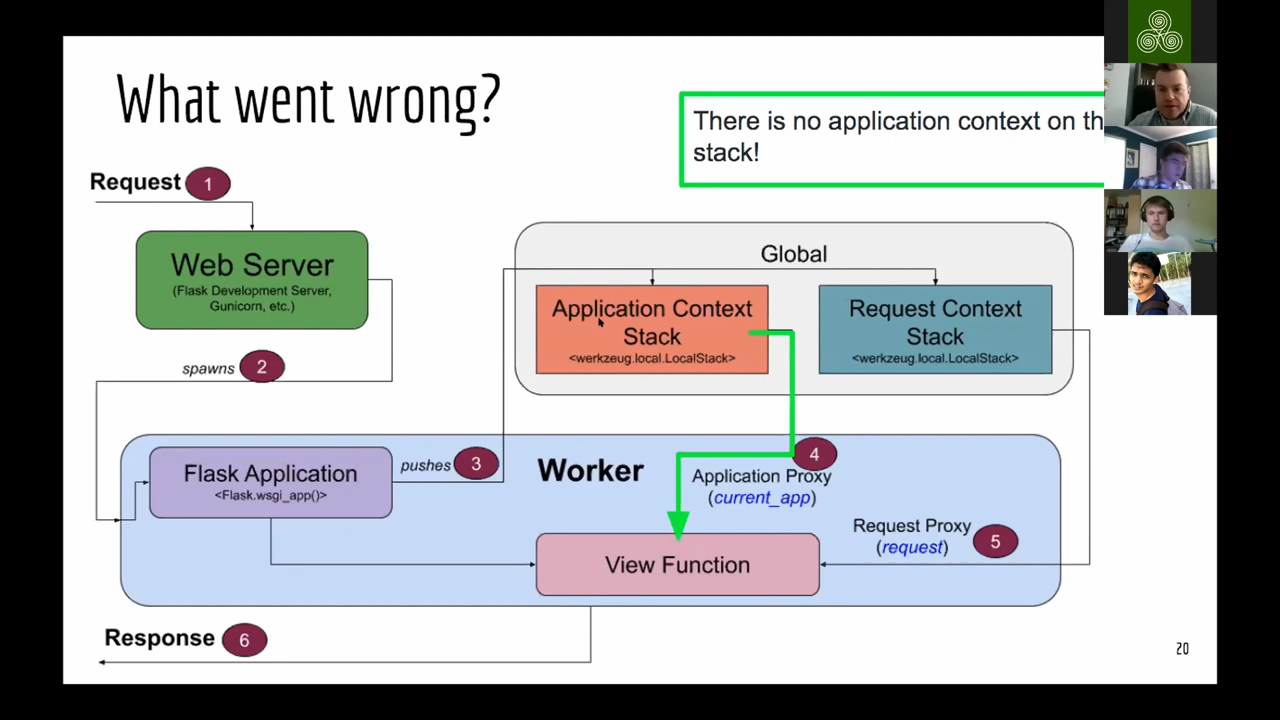 What went wrong?
There is no application context on th
stack!
Request 1
Web Server
(Flask Development Server,
Gunicorn, etc.)
spawns 2
Global
Application Context
Stack
<werkzeug.local.LocalStack>
Request Context
Stack
<werkzeug.local.LocalStack>
Flask Application
<Flask.wsgi_app()>
pushes 3
Worker
4
Application Proxy
(current_app)
Request Proxy
(request)
5
View Function
Response 6
20